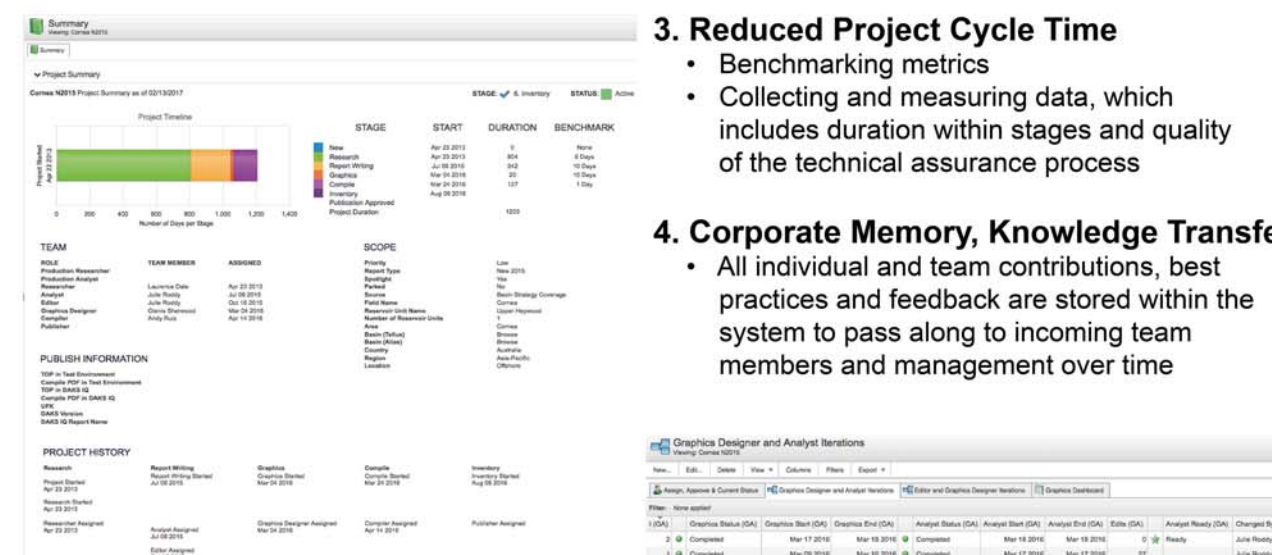 Summary
Viewing: Cornea N2015
Summary
Project Summary
Cornea N2015 Project Summary as of 02/13/2017
STAGE: 6. Inventory STATUS: Active
Project Timeline
Project Started
Apr 23 2013
0 200 400 600 800 1,000 1,200 1,400
Number of Days per Stage
STAGE START DURATION BENCHMARK
New Apr 23 2013 0 None
Research Apr 23 2013 804 6 Days
Report Writing Jul 06 2015 242 10 Days
Graphics Mar 04 2016 20 10 Days
Compile Mar 24 2016 137 1 Day
Inventory Aug 08 2016
Publication Approved
Project Duration 1203
TEAM
ROLE TEAM MEMBER ASSIGNED
Production Researcher
Production Analyst
Researcher Laurence Dale Apr 23 2013
Analyst Julie Roddy Jul 06 2015
Editor Julie Roddy Oct 16 2015
Graphics Designer Glenis Sherwood Mar 04 2016
Compiler Andy Ruiz Apr 14 2016
Publisher
SCOPE
Priority Low
Report Type New 2015
Spotlight Yes
Parked No
Source Basin-Strategy Coverage
Field Name Cornea
Reservoir Unit Name Upper Heywood
Number of Reservoir Units 1
Area Cornea
Basin (Tellus) Browse
Basin (Alias) Browse
Country Australia
Region Asia-Pacific
Location Offshore
PUBLISH INFORMATION
TOP in Test Environment
Compile PDF in Test Environment
TOP in DAKS IQ
Compile PDF in DAKS IQ
UPK
DAKS Version
DAKS IQ Report Name
PROJECT HISTORY
Research Report Writing Graphics Compile Inventory
Report Writing Started Graphics Started Compile Started Inventory Started
Project Started Jul 06 2015 Mar 04 2016 Mar 24 2016 Aug 08 2016
Apr 23 2013
Research Started
Apr 23 2013
Researcher Assigned Graphics Designer Assigned Compiler Assigned Publisher Assigned
Apr 23 2013 Analyst Assigned Mar 04 2016 Apr 14 2016
Jul 06 2015
Editor Assigned
3. Reduced Project Cycle Time
• Benchmarking metrics
• Collecting and measuring data, which
includes duration within stages and quality
of the technical assurance process
4. Corporate Memory, Knowledge Transfe
• All individual and team contributions, best
practices and feedback are stored within the
system to pass along to incoming team
members and management over time
Graphics Designer and Analyst Iterations
Viewing: Cornea N2015
New... Edit... Delete View Columns Filters Export
Assign, Approve & Current Status Graphics Designer and Analyst Iterations Editor and Graphics Designer Iterations Graphics Dashboard
Filter: None applied
I (GA) Graphics Status (GA) Graphics Start (GA) Graphics End (GA) Analyst Status (GA) Analyst Start (GA) Analyst End (GA) Edits (GA) Analyst Ready (GA) Changed By
2 Completed Mar 17 2016 Mar 18 2016 Completed Mar 18 2016 Mar 18 2016 0 Ready Julie Roddy
1 Completed Mar 10 2016 Completed Mar 17 2016 Mar 17 2016 27